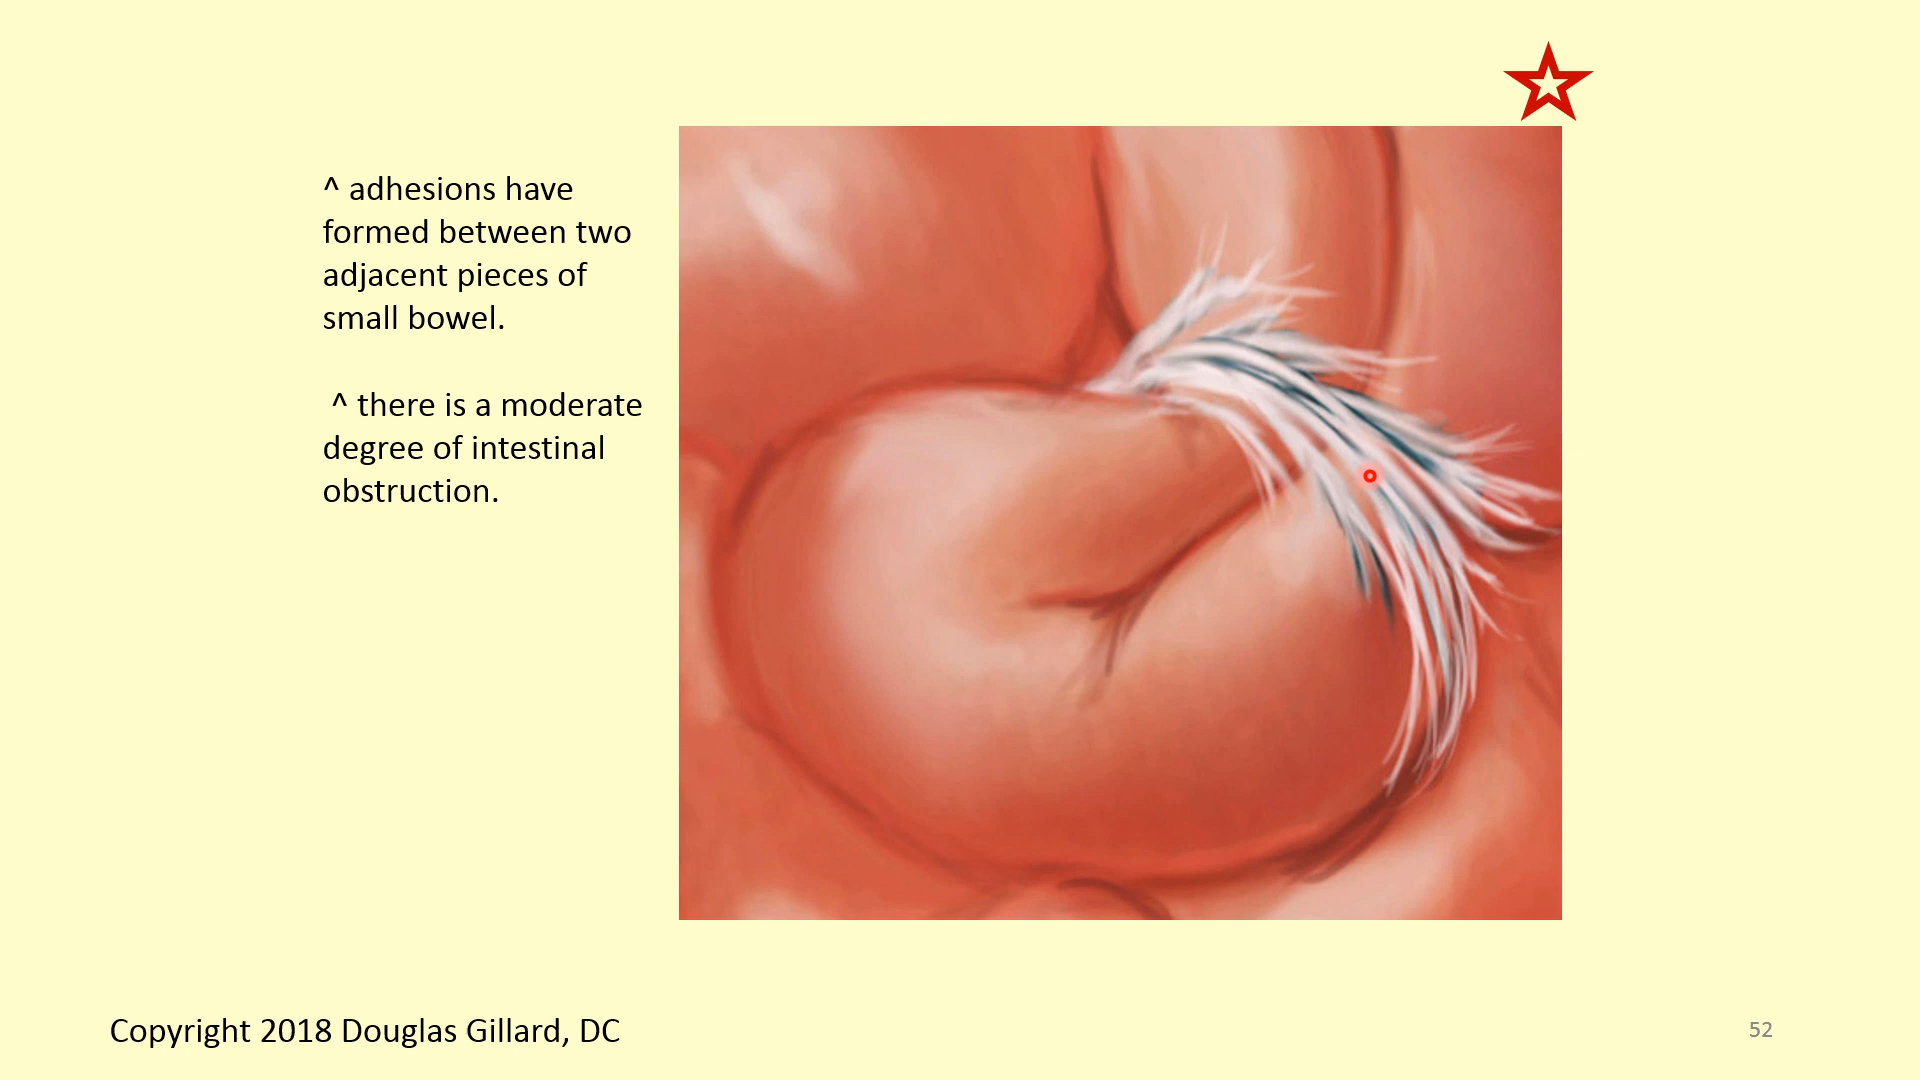 ^ adhesions have
formed between two
adjacent pieces of
small bowel.
^ there is a moderate
degree of intestinal
obstruction.
Copyright 2018 Douglas Gillard, DC
52